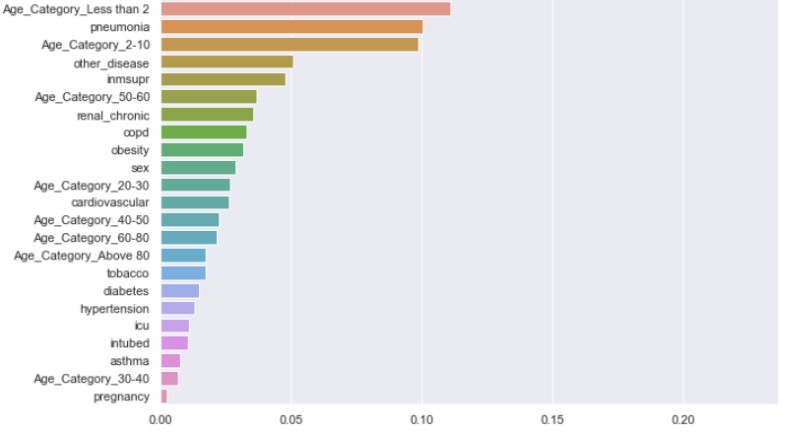 Age_Category_Less than 2
pneumonia
Age_Category_2-10
other_disease
inmsupr
Age_Category_50-60
renal_chronic
copd
obesity
sex
Age_Category_20-30
cardiovascular
Age_Category_40-50
Age_Category_60-80
Age_Category_Above 80
tobacco
diabetes
hypertension
icu
intubed
asthma
Age_Category_30-40
pregnancy
0.00 0.05 0.10 0.15 0.20